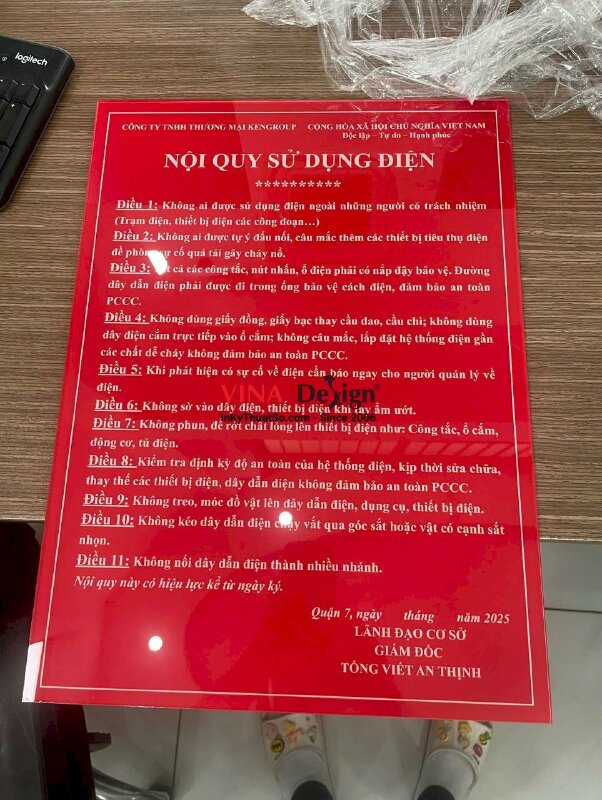 logitech
CÔNG TY TNHH THƯƠNG MẠI KENGROUP CỘNG HÒA XÃ HỘI CHỦ NGHĨA VIỆT NAM
Độc lập – Tự do – Hạnh phúc
NỘI QUY SỬ DỤNG ĐIỆN
**********
Điều 1: Không ai được sử dụng điện ngoài những người có trách nhiệm
(Trạm điện, thiết bị điện các công đoạn…)
Điều 2: Không ai được tự ý đấu nối, câu mắc thêm các thiết bị tiêu thụ điện
để phòng sự cố quá tải gây cháy nổ.
Điều 3: Tất cả các công tắc, nút nhấn, ổ điện phải có nắp đậy bảo vệ. Đường
dây dẫn điện phải được đi trong ống bảo vệ cách điện, đảm bảo an toàn
PCCC.
Điều 4: Không dùng giấy đồng, giấy bạc thay cầu dao, cầu chì; không dùng
dây điện cắm trực tiếp vào ổ cắm; không câu mắc, lắp đặt hệ thống điện gần
các chất dể cháy không đảm bảo an toàn PCCC.
Điều 5: Khi phát hiện có sự cố về điện cần báo ngay cho người quản lý về
điện.
VINA Design
InKyThuatSo.com - Since 2006
Điều 6: Không sờ vào dây điện, thiết bị điện khi tay ẩm ướt.
Điều 7: Không phun, để rớt chất lỏng lên thiết bị điện như: Công tắc, ổ cắm,
động cơ, tủ điện.
Điều 8: Kiểm tra định kỳ độ an toàn của hệ thống điện, kịp thời sửa chữa,
thay thế các thiết bị điện, dây dẫn điện không đảm bảo an toàn PCCC.
Điều 9: Không treo, móc đồ vật lên dây dẫn điện, dụng cụ, thiết bị điện.
Điều 10: Không kéo dây dẫn điện chạy vắt qua góc sắt hoặc vật có cạnh sắt
nhọn.
Điều 11: Không nối dây dẫn điện thành nhiều nhánh.
Nội quy này có hiệu lực kể từ ngày ký.
Quận 7, ngày tháng năm 2025
LÃNH ĐẠO CƠ SỞ
GIÁM ĐỐC
TỐNG VIẾT AN THỊNH